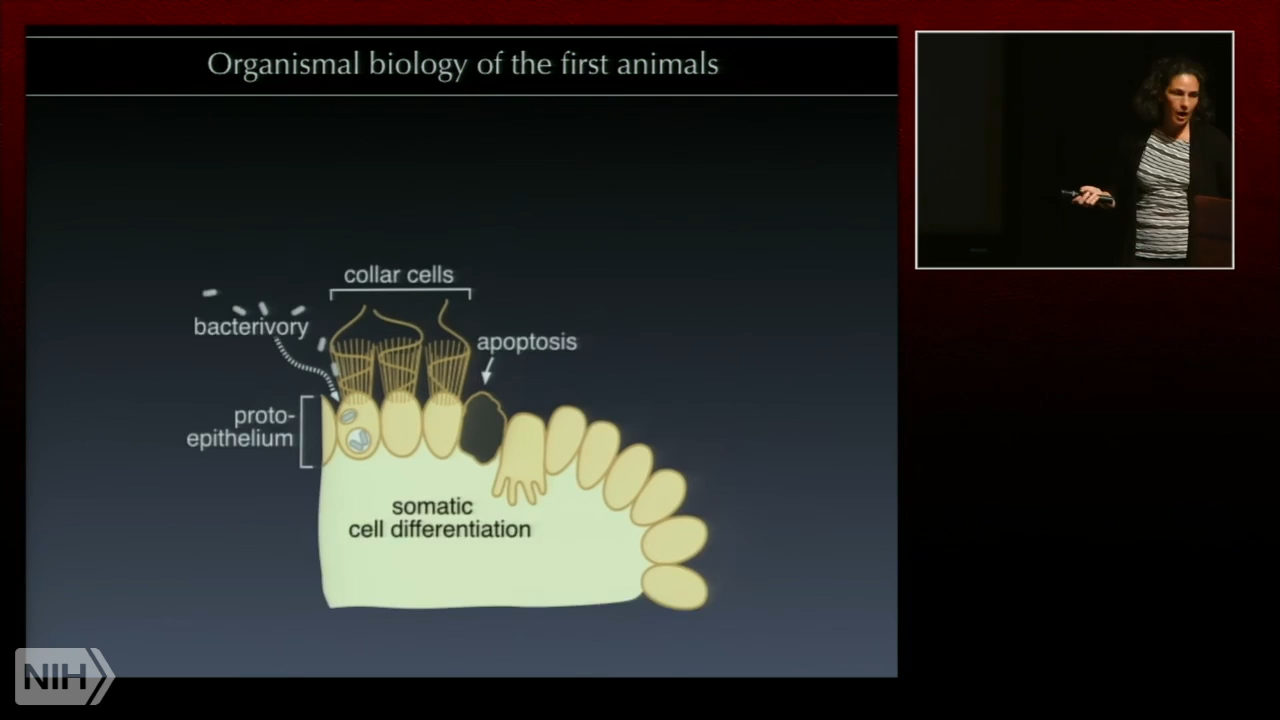 Organismal biology of the first animals
collar cells
bacterivory
apoptosis
proto-
epithelium
somatic
cell differentiation
NIH